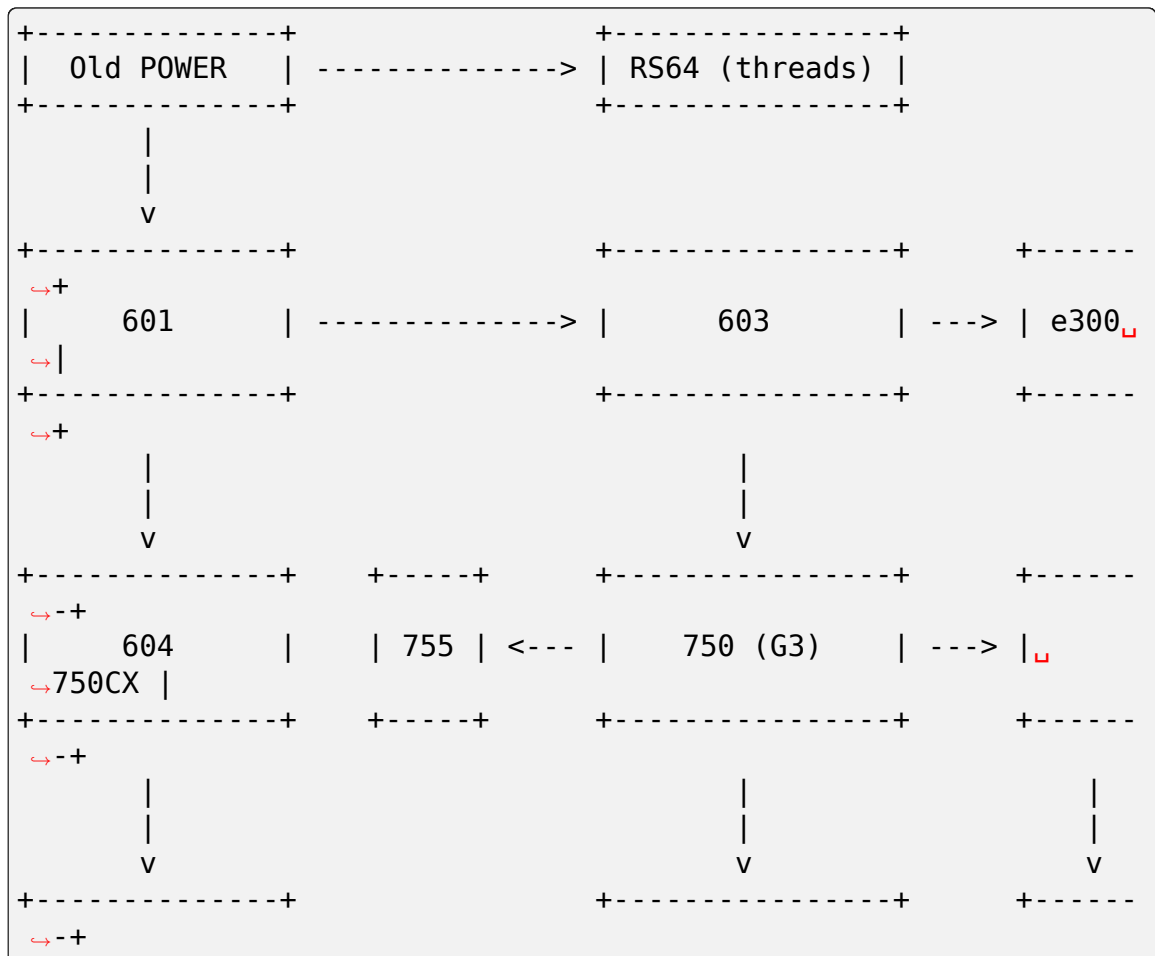 +--------------+                  +----------------+
|  Old POWER   | ---------------> | RS64 (threads) |
+--------------+                  +----------------+
       |
       |
       v
+--------------+                  +----------------+      +------
↪+
|     601      | ---------------> |      603       | ---> | e300␣
↪|
+--------------+                  +----------------+      +------
↪+
       |                                  |
       |                                  |
       v                                  v
+--------------+    +-----+      +----------------+      +------
↪-+
|     604      |    | 755 | <--- |    750 (G3)    | ---> |␣
↪750CX |
+--------------+    +-----+      +----------------+      +------
↪-+
       |                                  |                  |
       |                                  |                  |
       v                                  v                  v
+--------------+                  +----------------+      +------
↪-+